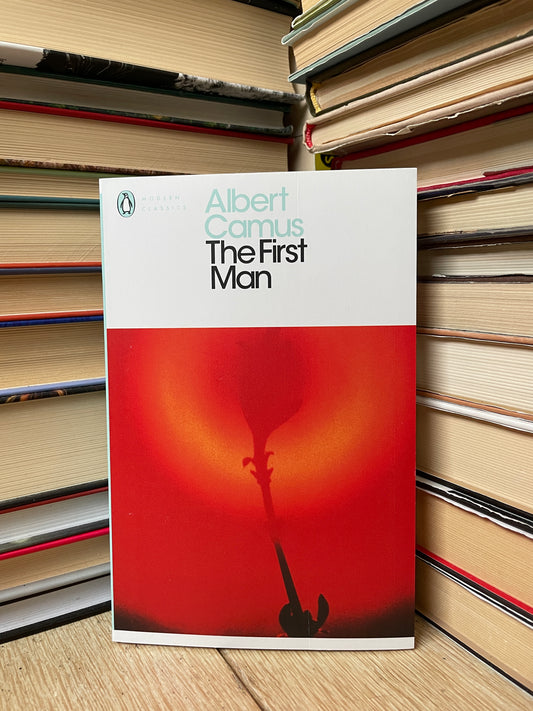 MODERN
CLASSICS
Albert
Camus
The First
Man